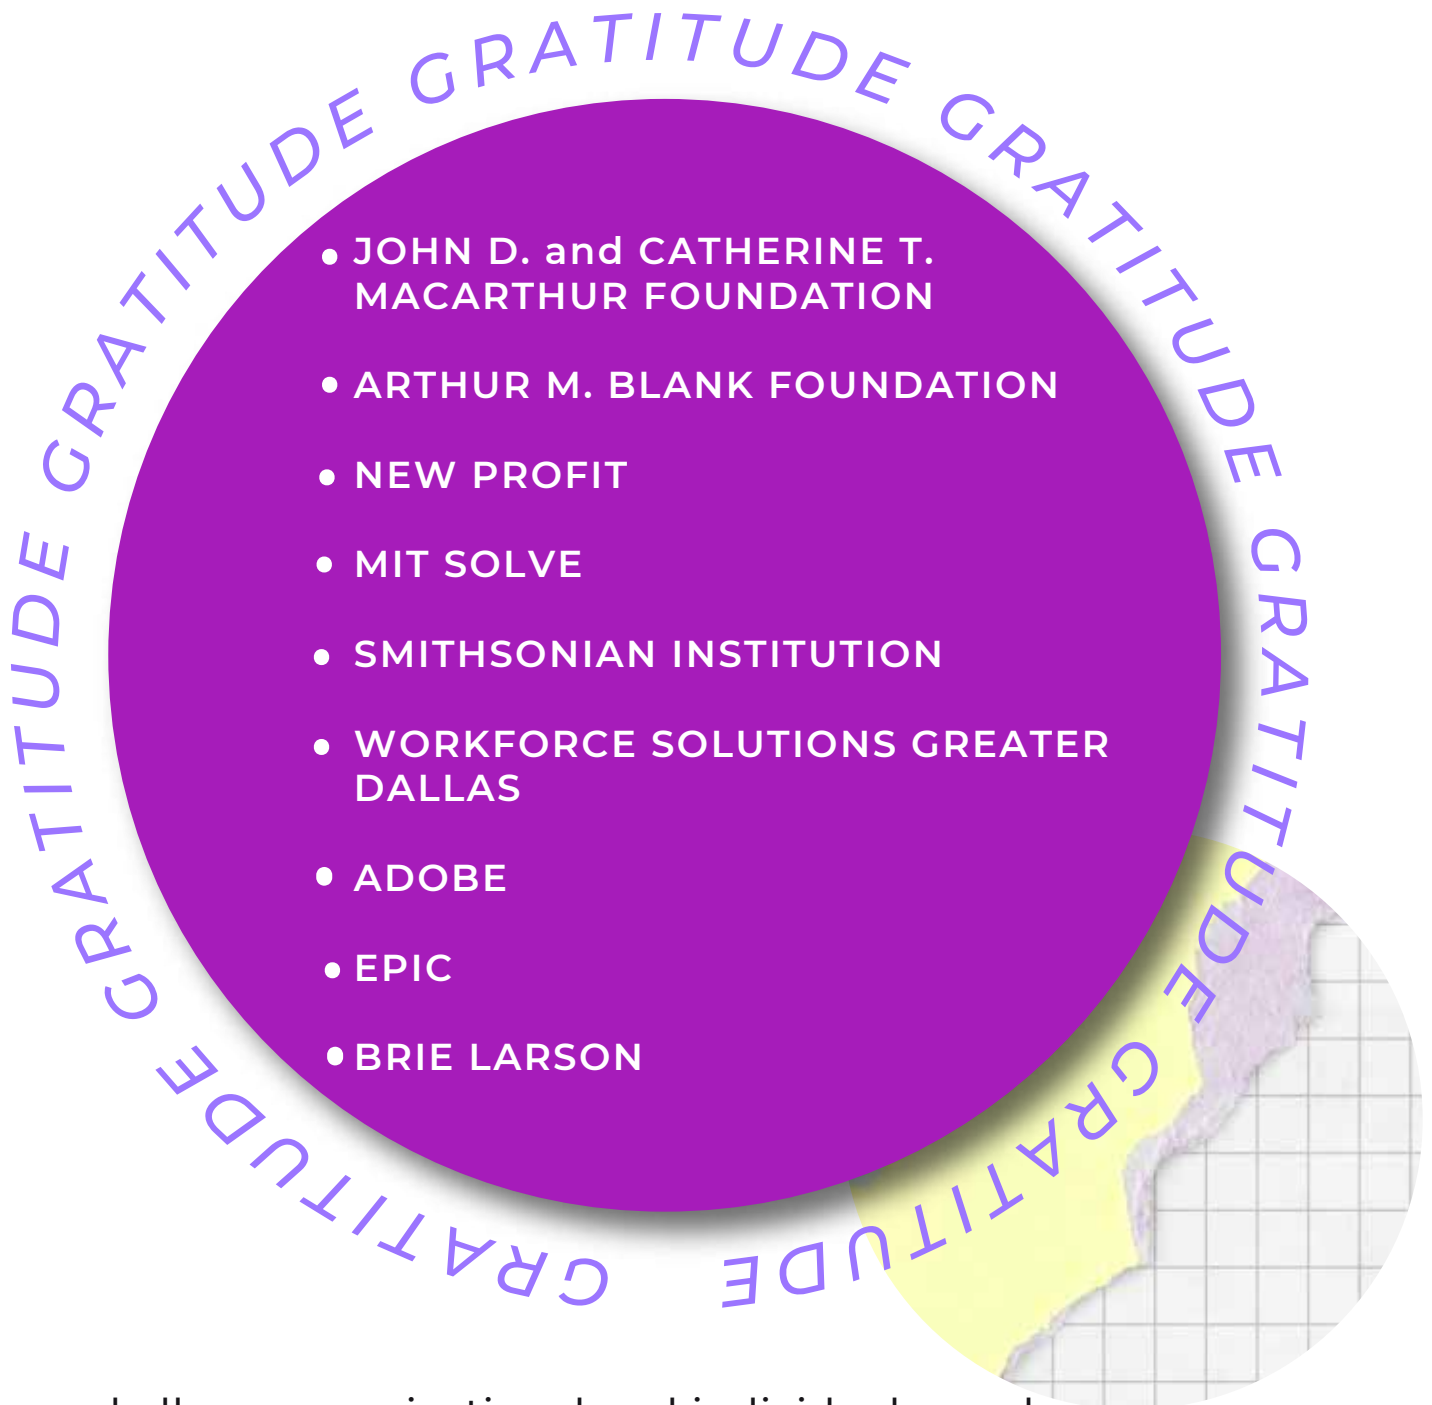 GRATITUDE GRATITUDE GRATITUDE GRATITUDE GRATITUDE GRATITUDE GRATITUDE
• JOHN D. and CATHERINE T.
MACARTHUR FOUNDATION
• ARTHUR M. BLANK FOUNDATION
• NEW PROFIT
• MIT SOLVE
• SMITHSONIAN INSTITUTION
• WORKFORCE SOLUTIONS GREATER
DALLAS
• ADOBE
• EPIC
• BRIE LARSON